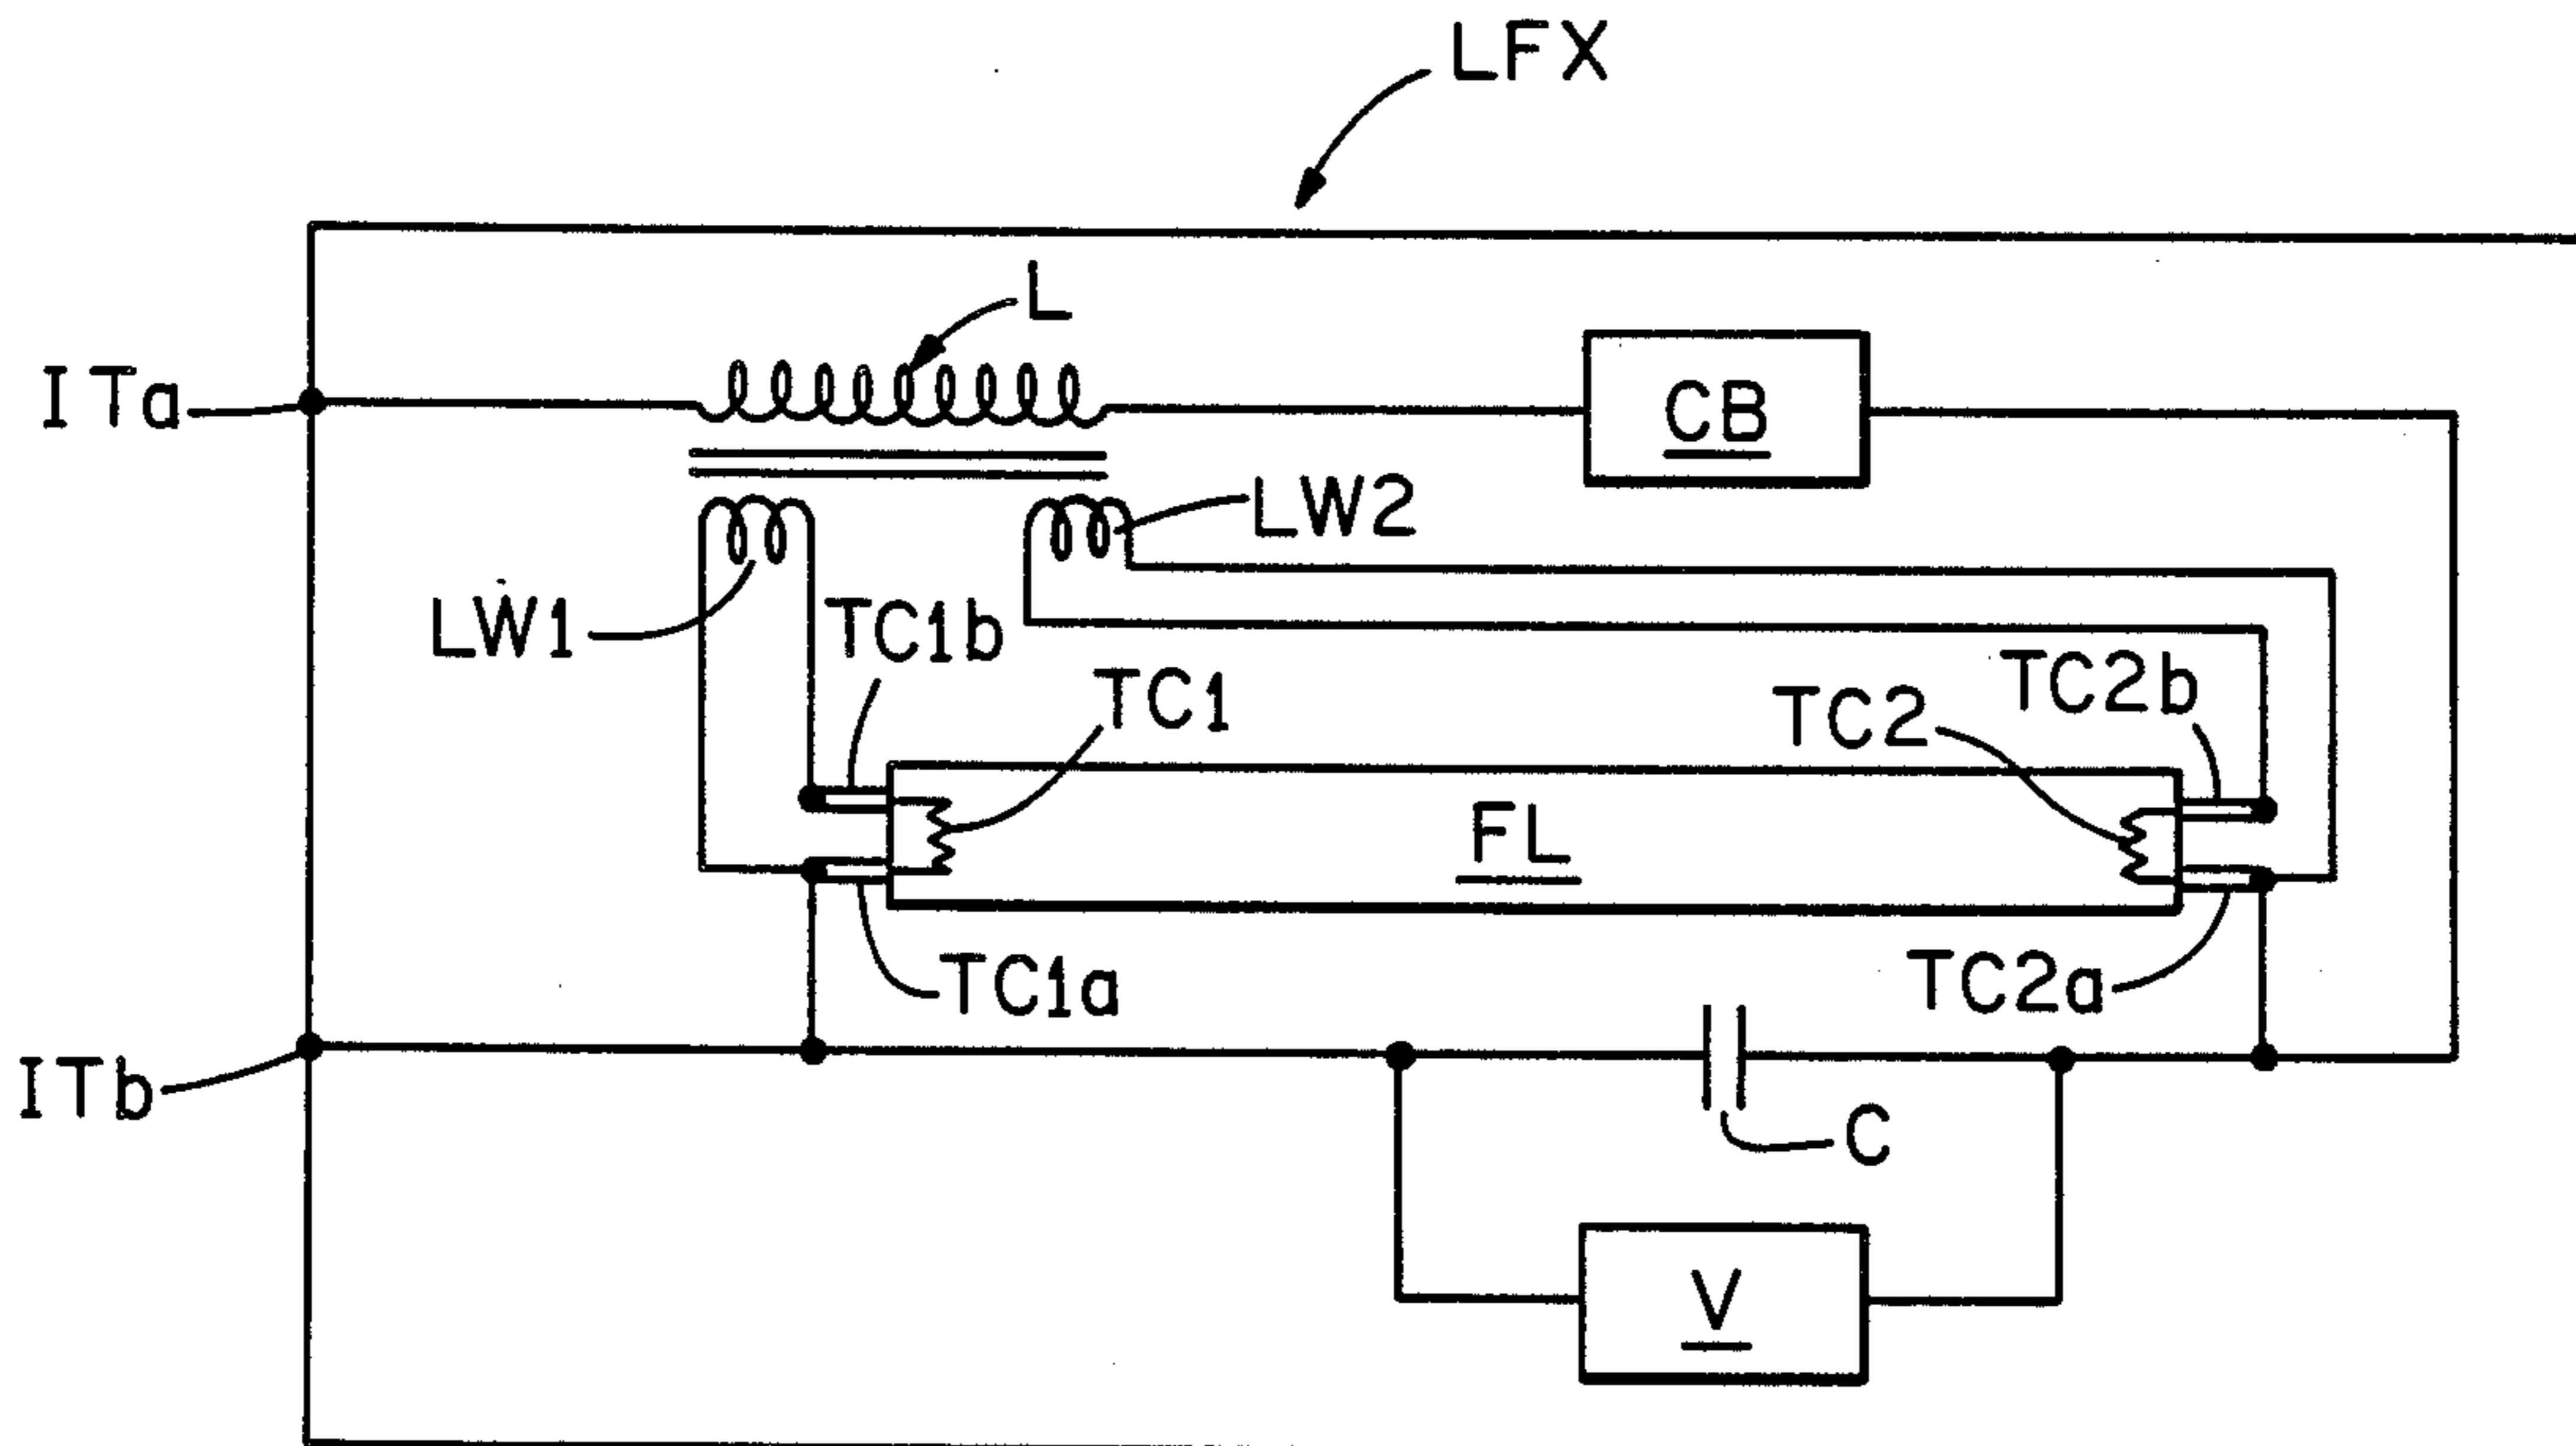 LFX
L
ITa
CB
LW2
LW1
TC1b
TC1
TC2
TC2b
FL
TC1a
TC2a
ITb
C
V